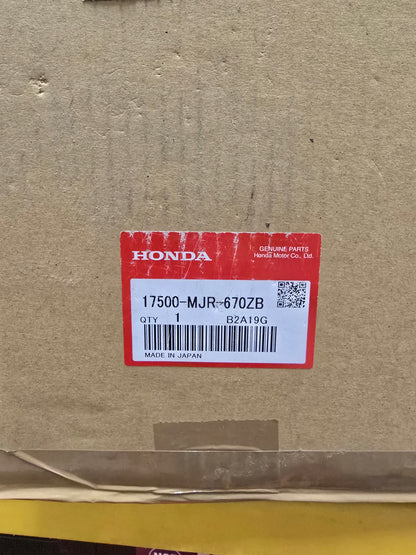 HONDA
GENUINE PARTS
Honda Motor Co., Ltd.
17500-MJR-670ZB
QTY 1 B2A19G
MADE IN JAPAN